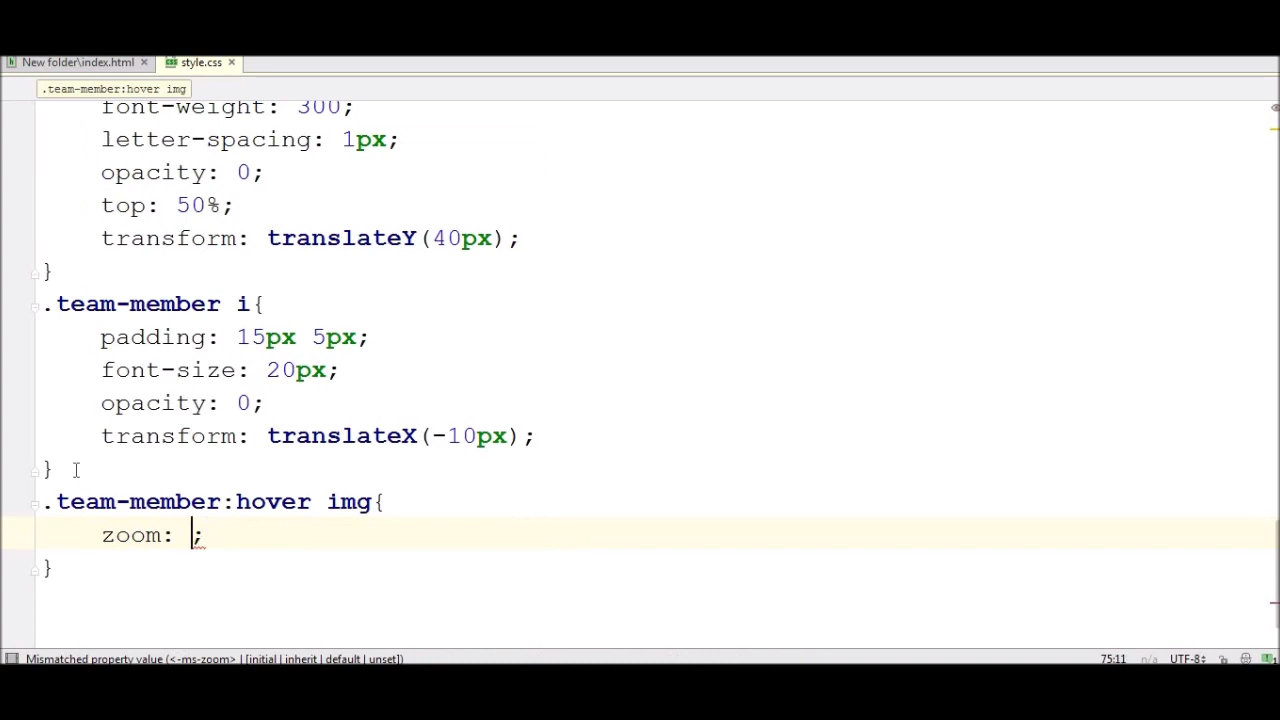 New folder\index.html
style.css
.team-member:hover img
font-weight: 300;
letter-spacing: 1px;
opacity: 0;
top: 50%;
transform: translateY(40px);
}
.team-member i{
padding: 15px 5px;
font-size: 20px;
opacity: 0;
transform: translateX(-10px);
}
.team-member:hover img{
zoom: ;
}
Mismatched property value (<-ms-zoom> | [initial | inherit | default | unset])
75:11 n/a UTF-8